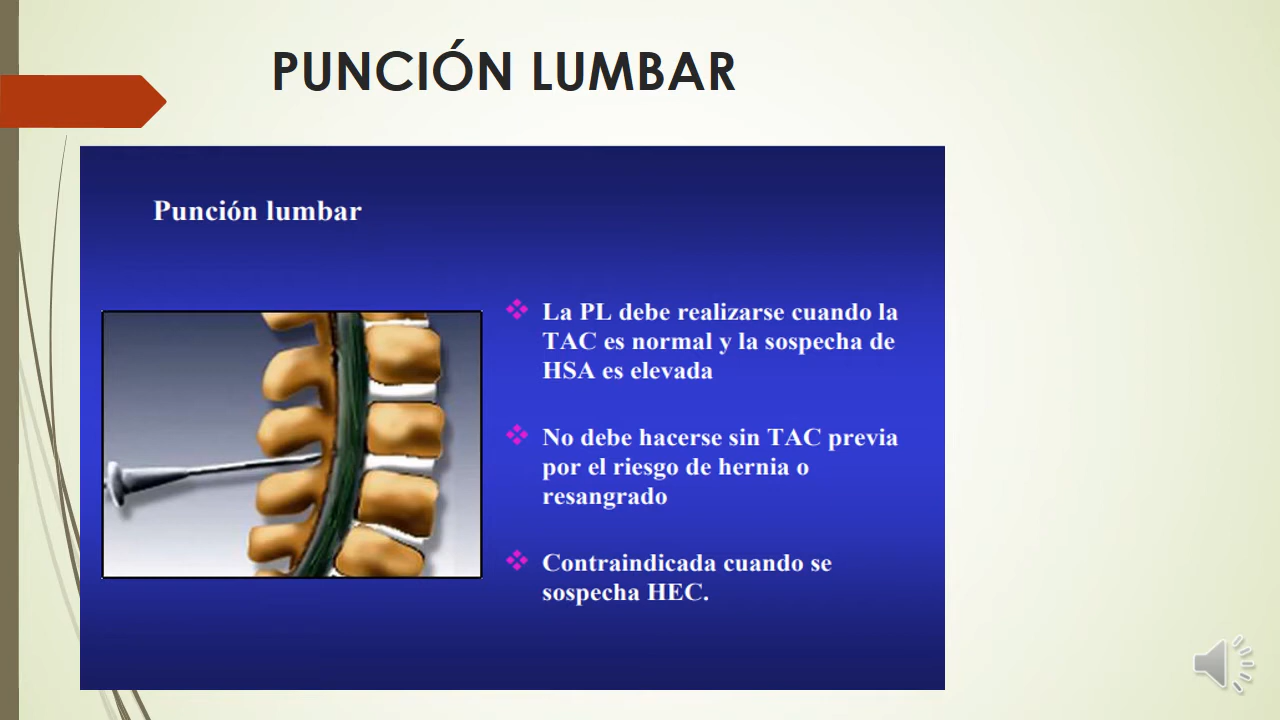 PUNCIÓN LUMBAR
Punción lumbar
La PL debe realizarse cuando la
TAC es normal y la sospecha de
HSA es elevada
No debe hacerse sin TAC previa
por el riesgo de hernia o
resangrado
Contraindicada cuando se
sospecha HEC.